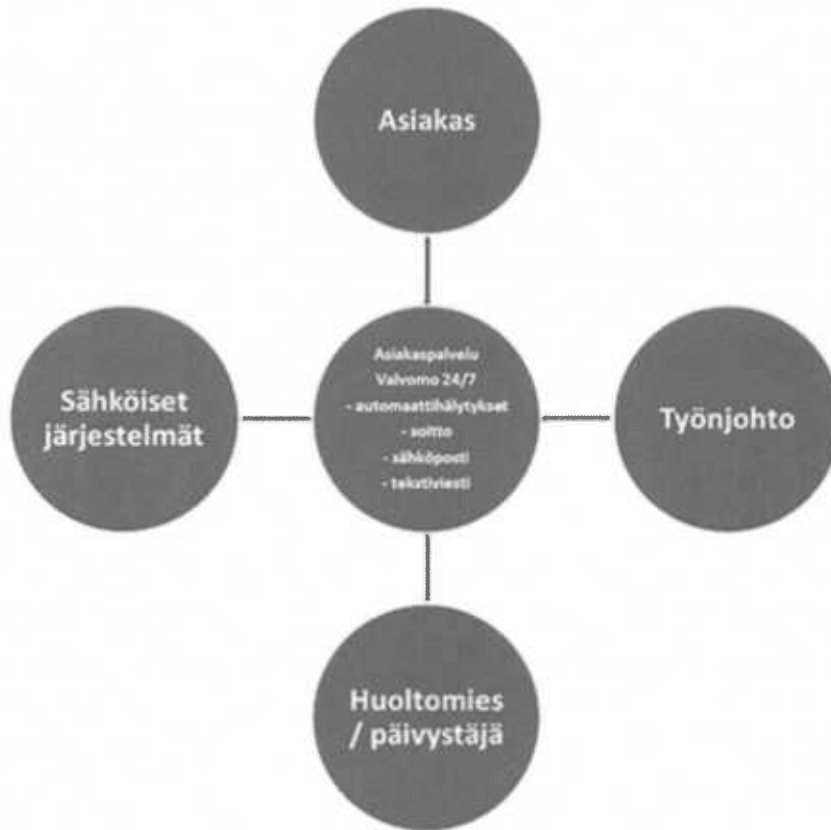 Asiakas
Sähköiset
järjestelmät
Asiakaspalvelu
Valvomo 24/7
- automaattihälytykset
- soitto
- sähköposti
- tekstiviesti
Työnjohto
Huoltomies
/ päivystäjä